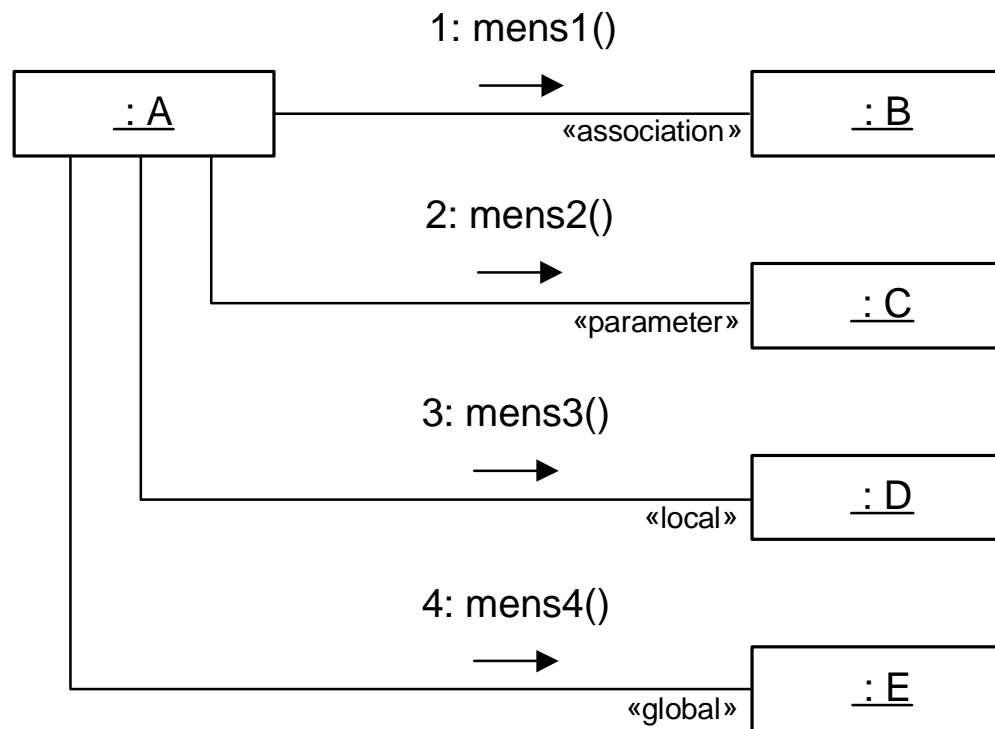 1: mens1()
: A
: B
«association»
2: mens2()
: C
«parameter»
3: mens3()
: D
«local»
4: mens4()
: E
«global»